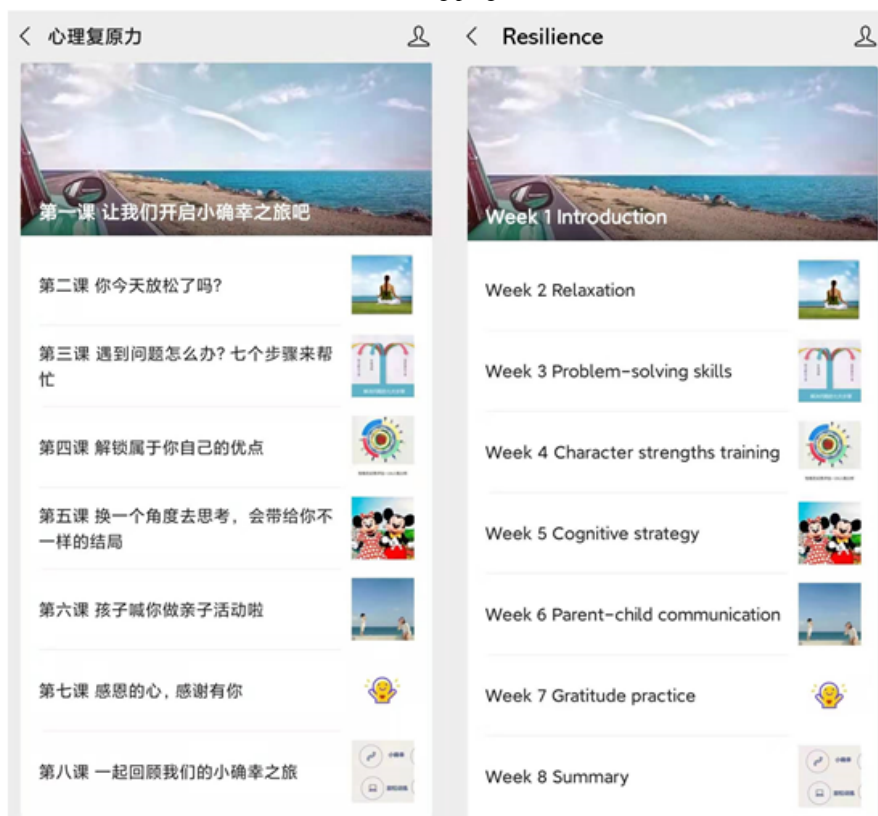 心理复原力
第一课 让我们开启小确幸之旅吧
第二课 你今天放松了吗?
第三课 遇到问题怎么办? 七个步骤来帮
忙
第四课 解锁属于你自己的优点
第五课 换一个角度去思考，会带给你不
一样的结局
第六课 孩子喊你做亲子活动啦
第七课 感恩的心，感谢有你
第八课 一起回顾我们的小确幸之旅
Resilience
Week 1 Introduction
Week 2 Relaxation
Week 3 Problem-solving skills
Week 4 Character strengths training
Week 5 Cognitive strategy
Week 6 Parent-child communication
Week 7 Gratitude practice
Week 8 Summary